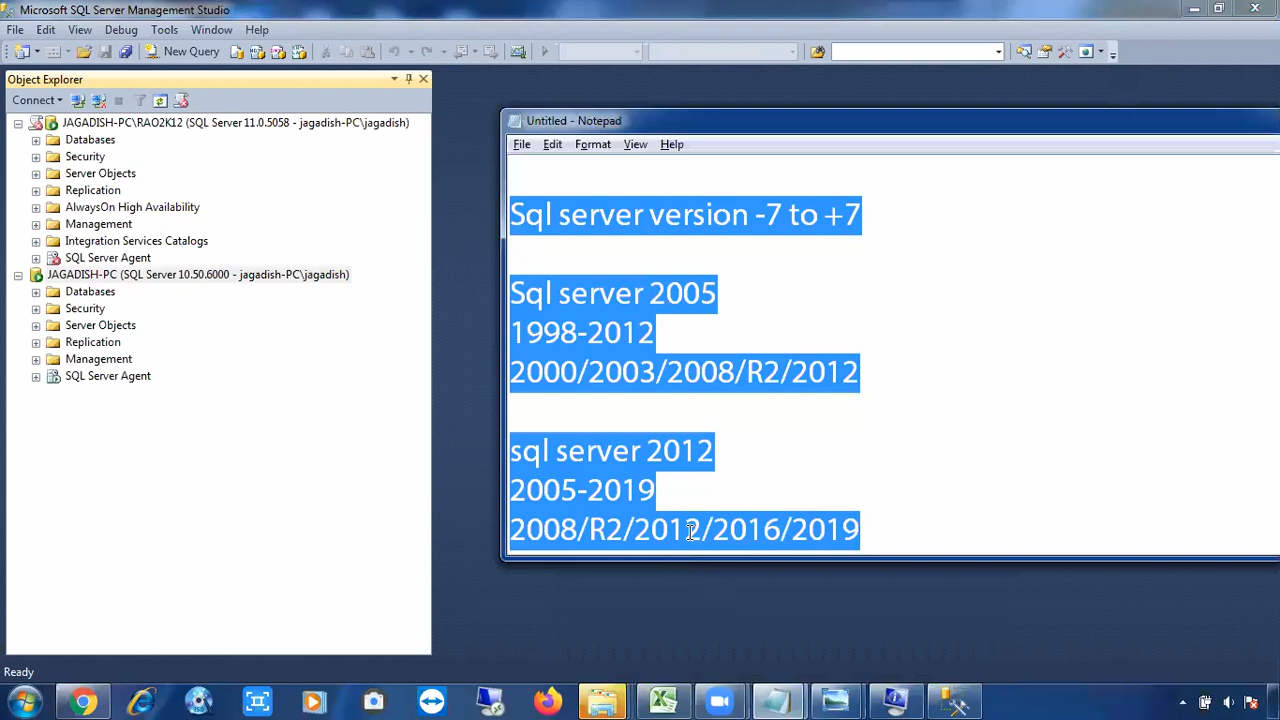 Microsoft SQL Server Management Studio
File Edit View Debug Tools Window Help
New Query
Object Explorer
Connect
JAGADISH-PC\RAO2K12 (SQL Server 11.0.5058 - jagadish-PC\jagadish)
Databases
Security
Server Objects
Replication
AlwaysOn High Availability
Management
Integration Services Catalogs
SQL Server Agent
JAGADISH-PC (SQL Server 10.50.6000 - jagadish-PC\jagadish)
Databases
Security
Server Objects
Replication
Management
SQL Server Agent
Untitled - Notepad
File Edit Format View Help
Sql server version -7 to +7
Sql server 2005
1998-2012
2000/2003/2008/R2/2012
sql server 2012
2005-2019
2008/R2/2012/2016/2019
Ready